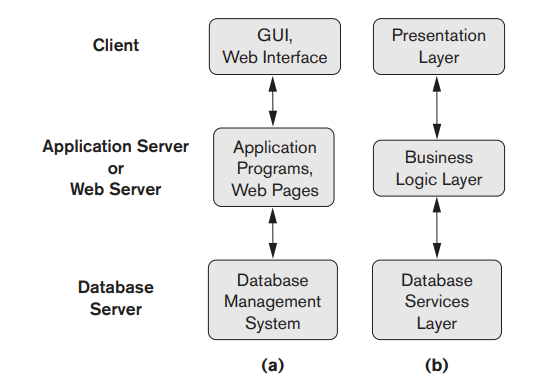 Client
GUI,
Web Interface
Presentation
Layer
Application Server
or
Web Server
Application
Programs,
Web Pages
Business
Logic Layer
Database
Server
Database
Management
System
Database
Services
Layer
(a)
(b)